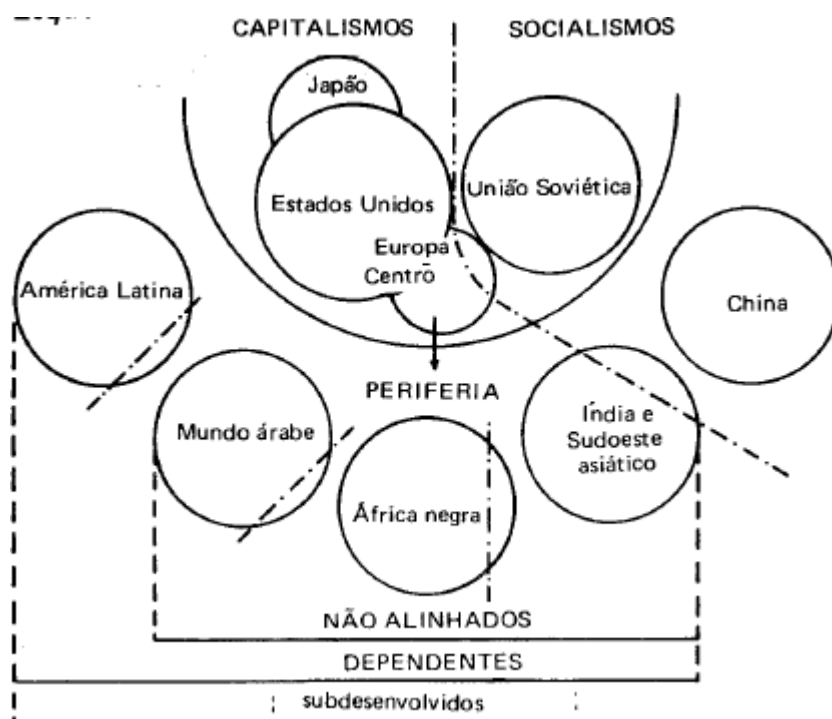 CAPITALISMOS
SOCIALISMOS
Japão
Estados Unidos
União Soviética
Europa
Centro
América Latina
China
PERIFERIA
Mundo árabe
Índia e
Sudoeste
asiático
África negra
NÃO ALINHADOS
DEPENDENTES
subdesenvolvidos